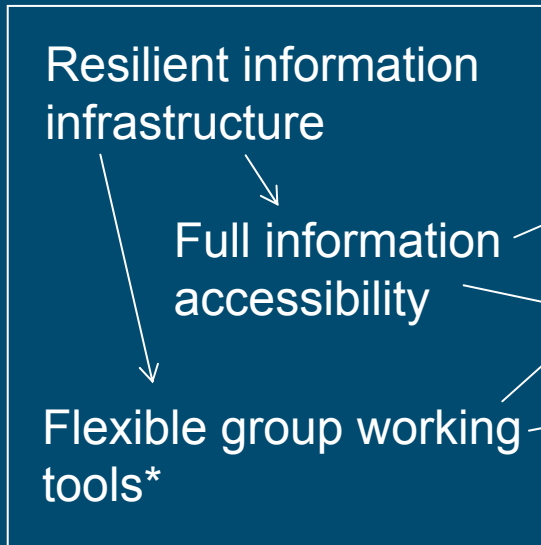 Resilient information
infrastructure
Full information
accessibility
Flexible group working
tools*